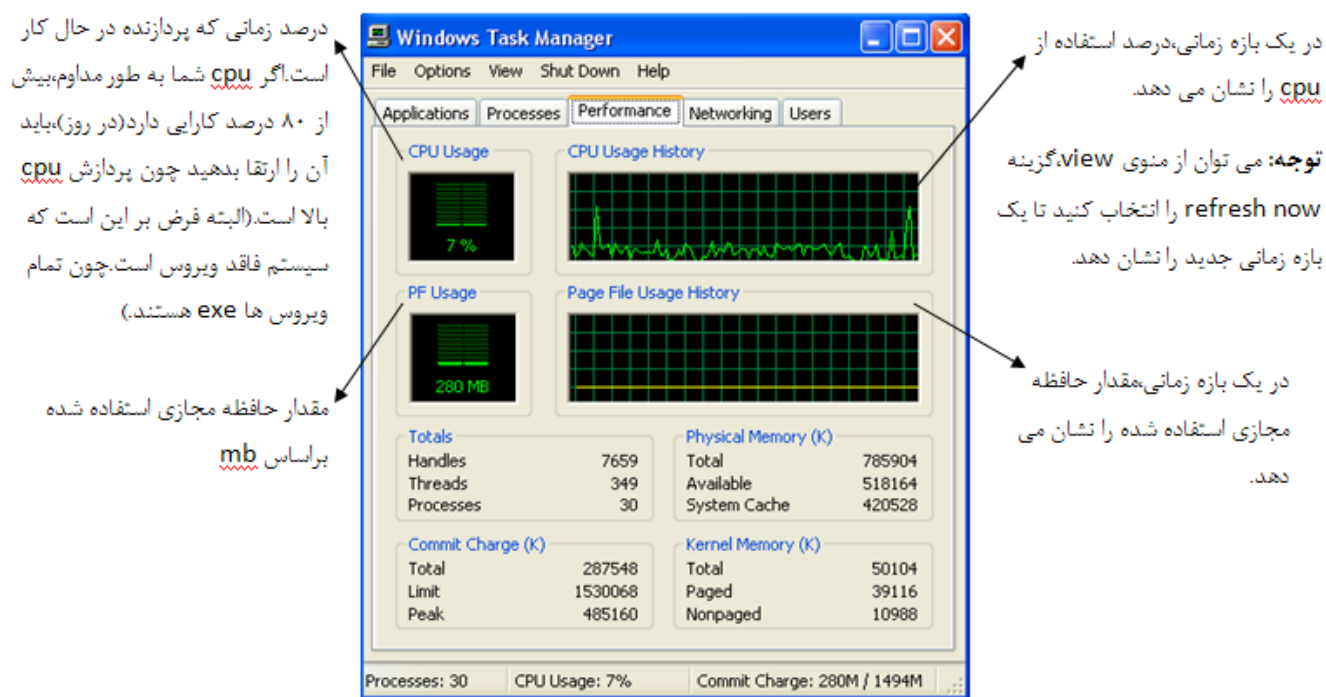 درصد زمانی که پردازنده در حال کار
است.اگر cpu شما به طور مداوم،بیش
از ۸۰ درصد کارایی دارد(در روز)،باید
آن را ارتقا بدهید چون پردازش cpu
بالا است.(البته فرض بر این است که
سیستم فاقد ویروس است.چون تمام
ویروس ها exe هستند.)
مقدار حافظه مجازی استفاده شده
براساس mb
Windows Task Manager
File Options View Shut Down Help
Applications Processes Performance Networking Users
CPU Usage CPU Usage History
7 %
PF Usage Page File Usage History
280 MB
Totals Physical Memory (K)
Handles 7659 Total 785904
Threads 349 Available 518164
Processes 30 System Cache 420528
Commit Charge (K) Kernel Memory (K)
Total 287548 Total 50104
Limit 1530068 Paged 39116
Peak 485160 Nonpaged 10988
Processes: 30 CPU Usage: 7% Commit Charge: 280M / 1494M
در یک بازه زمانی،درصد استفاده از
cpu را نشان می دهد.
توجه: می توان از منوی view،گزینه
refresh now را انتخاب کنید تا یک
بازه زمانی جدید را نشان دهد.
در یک بازه زمانی،مقدار حافظه
مجازی استفاده شده را نشان می
دهد.